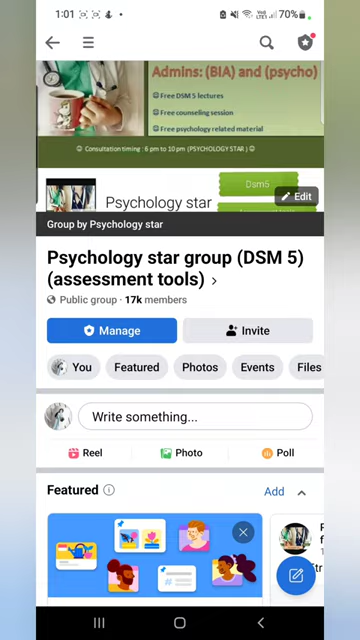 1:01
70%
Admins: (BIA) and (psycho)
Free DSM 5 lectures
Free counseling session
Free psychology related material
Consultation timing : 6 pm to 10 pm (PSYCHOLOGY STAR )
Dsm5
Psychology star
Edit
Group by Psychology star
Psychology star group (DSM 5)
(assessment tools) ›
Public group · 17k members
Manage
Invite
You
Featured
Photos
Events
Files
Write something...
Reel
Photo
Poll
Featured
Add